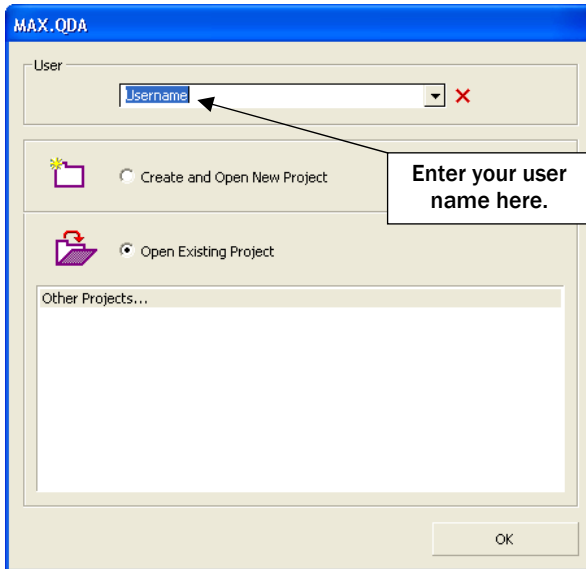 MAX.QDA
User
Username
Create and Open New Project
Enter your user
name here.
Open Existing Project
Other Projects...
OK